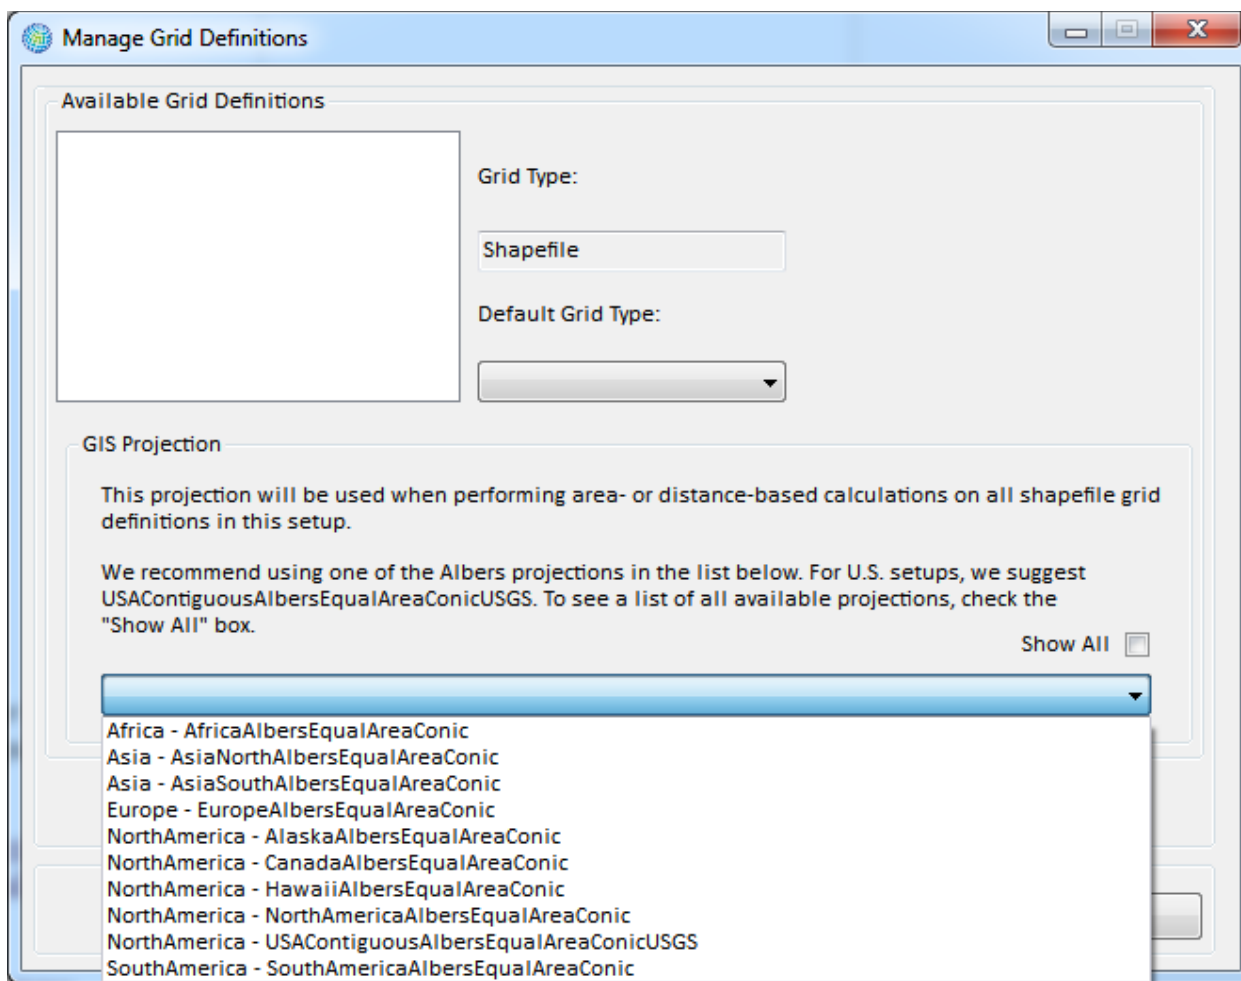 Manage Grid Definitions
Available Grid Definitions
Grid Type:
Shapefile
Default Grid Type:
GIS Projection
This projection will be used when performing area- or distance-based calculations on all shapefile grid
definitions in this setup.
We recommend using one of the Albers projections in the list below. For U.S. setups, we suggest
USAContiguousAlbersEqualAreaConicUSGS. To see a list of all available projections, check the
"Show All" box.
Show All
Africa - AfricaAlbersEqualAreaConic
Asia - AsiaNorthAlbersEqualAreaConic
Asia - AsiaSouthAlbersEqualAreaConic
Europe - EuropeAlbersEqualAreaConic
NorthAmerica - AlaskaAlbersEqualAreaConic
NorthAmerica - CanadaAlbersEqualAreaConic
NorthAmerica - HawaiiAlbersEqualAreaConic
NorthAmerica - NorthAmericaAlbersEqualAreaConic
NorthAmerica - USAContiguousAlbersEqualAreaConicUSGS
SouthAmerica - SouthAmericaAlbersEqualAreaConic